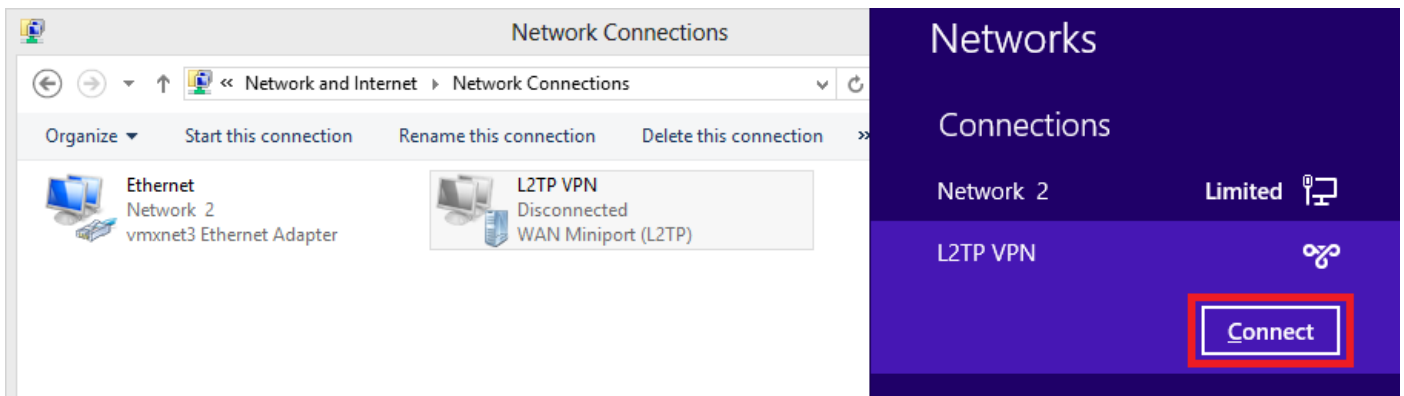 Network Connections
« Network and Internet ▸ Network Connections
Organize ▾ Start this connection Rename this connection Delete this connection »
Ethernet
Network 2
vmxnet3 Ethernet Adapter
L2TP VPN
Disconnected
WAN Miniport (L2TP)
Networks
Connections
Network 2 Limited
L2TP VPN
Connect